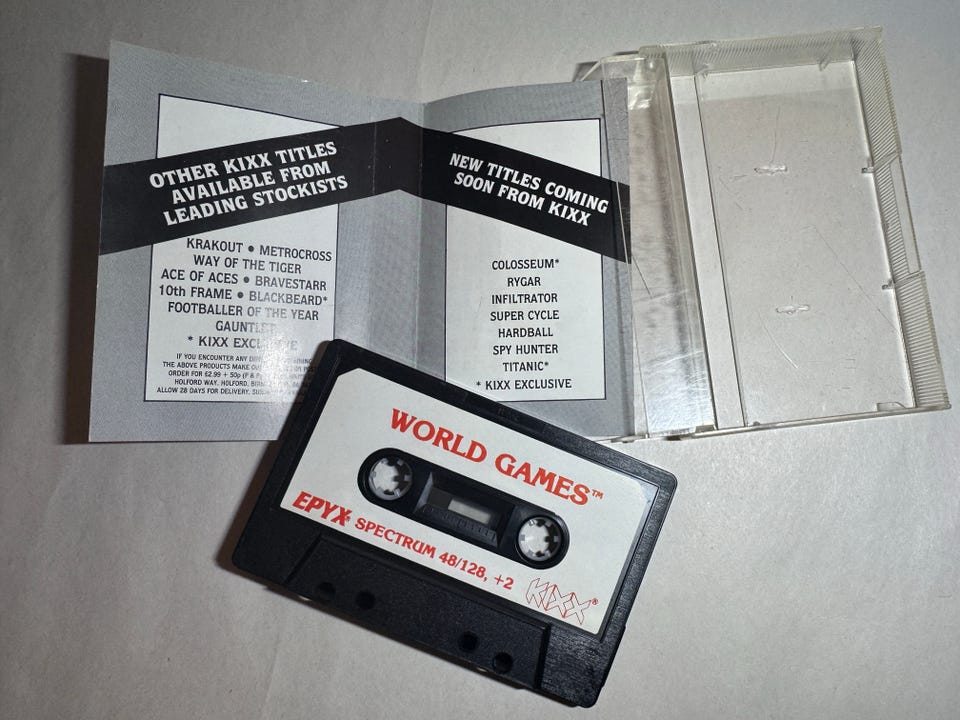 OTHER KIXX TITLES
AVAILABLE FROM
LEADING STOCKISTS
KRAKOUT • METROCROSS
WAY OF THE TIGER
ACE OF ACES • BRAVESTARR
10th FRAME • BLACKBEARD*
FOOTBALLER OF THE YEAR
GAUNTLET
* KIXX EXCLUSIVE
IF YOU ENCOUNTER ANY
THE ABOVE PRODUCTS MAKE
ORDER FOR £2.99 + 50p (P &
HOLFORD WAY, HOLFORD,
ALLOW 28 DAYS FOR DELIVERY.
NEW TITLES COMING
SOON FROM KIXX
COLOSSEUM*
RYGAR
INFILTRATOR
SUPER CYCLE
HARDBALL
SPY HUNTER
TITANIC*
* KIXX EXCLUSIVE
WORLD GAMES™
EPYX® SPECTRUM 48/128, +2
KIXX®